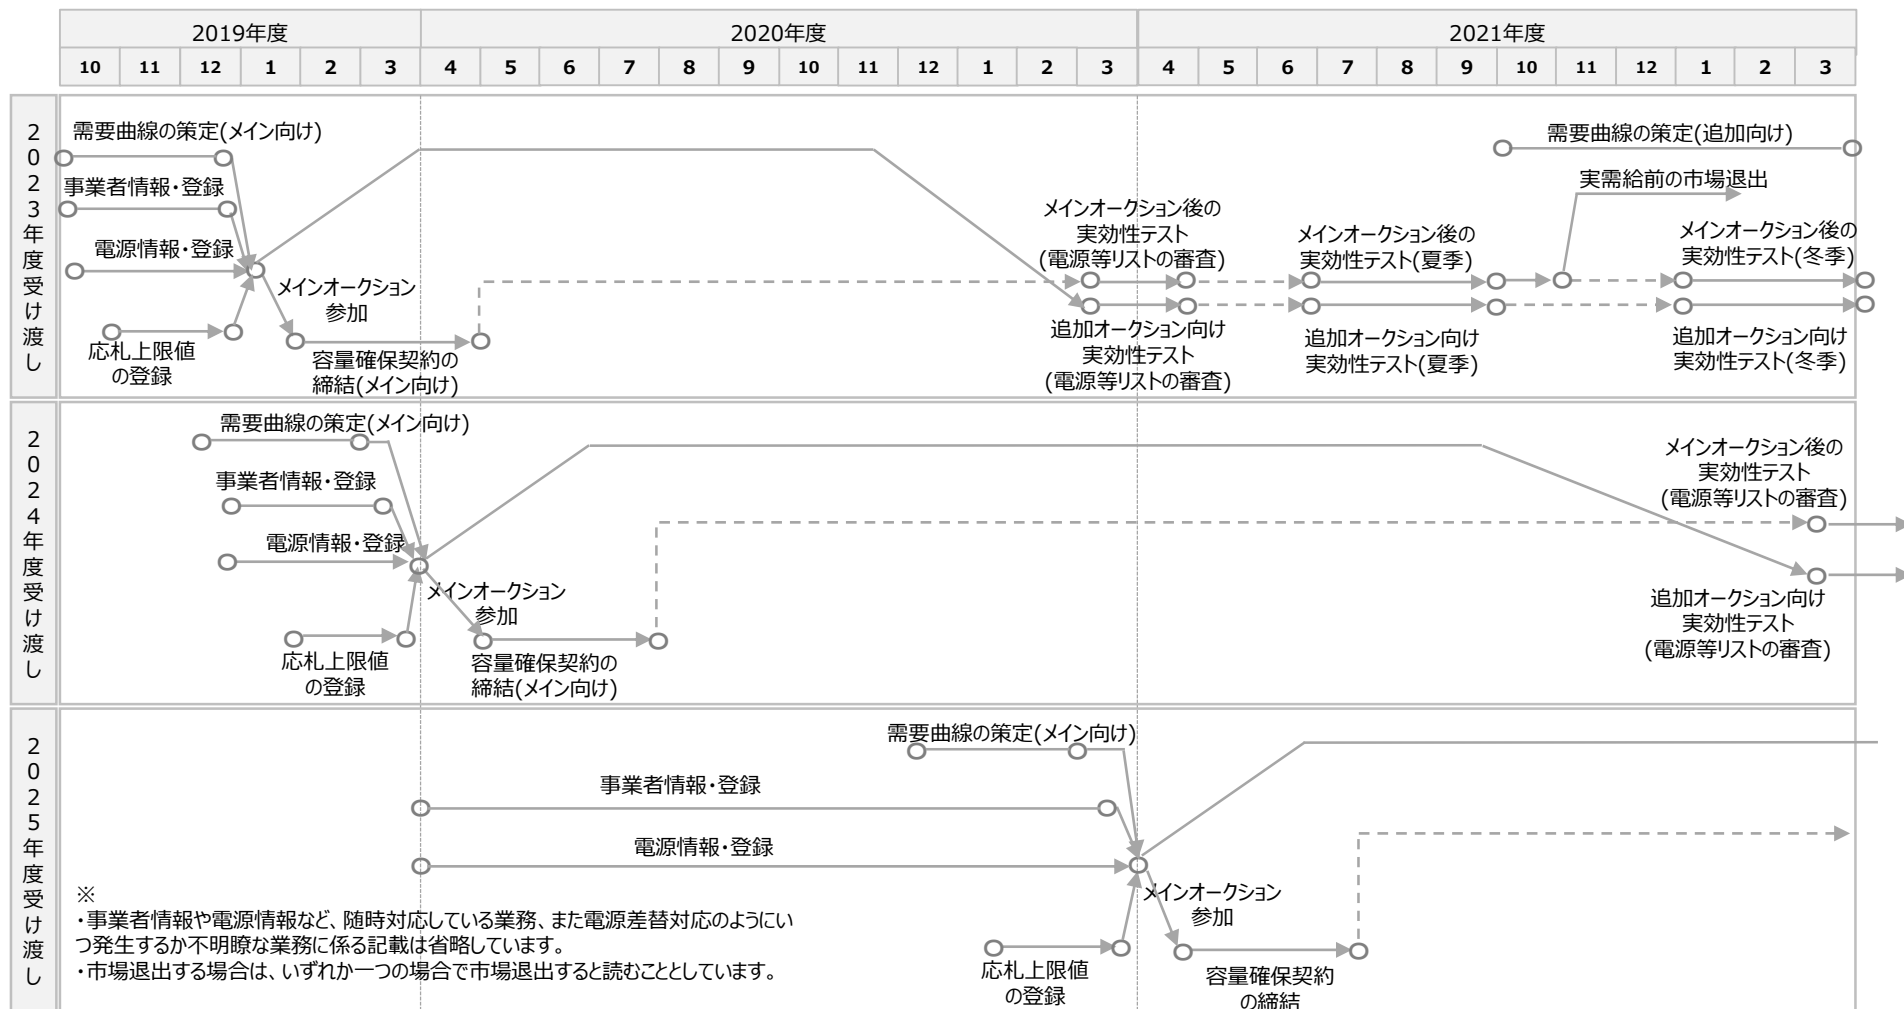 2019年度
2020年度
2021年度
10 11 12 1 2 3 4 5 6 7 8 9 10 11 12 1 2 3 4 5 6 7 8 9 10 11 12 1 2 3
2023年度受け渡し
需要曲線の策定(メイン向け)
事業者情報・登録
電源情報・登録
応札上限値
の登録
メインオークション
参加
容量確保契約の
締結(メイン向け)
メインオークション後の
実効性テスト
(電源等リストの審査)
追加オークション向け
実効性テスト
(電源等リストの審査)
メインオークション後の
実効性テスト(夏季)
追加オークション向け
実効性テスト(夏季)
需要曲線の策定(追加向け)
実需給前の市場退出
メインオークション後の
実効性テスト(冬季)
追加オークション向け
実効性テスト(冬季)
2024年度受け渡し
需要曲線の策定(メイン向け)
事業者情報・登録
電源情報・登録
応札上限値
の登録
メインオークション
参加
容量確保契約の
締結(メイン向け)
メインオークション後の
実効性テスト
(電源等リストの審査)
追加オークション向け
実効性テスト
(電源等リストの審査)
2025年度受け渡し
需要曲線の策定(メイン向け)
事業者情報・登録
電源情報・登録
応札上限値
の登録
メインオークション
参加
容量確保契約
の締結
※
・事業者情報や電源情報など、随時対応している業務、また電源差替対応のようにい
つ発生するか不明瞭な業務に係る記載は省略しています。
・市場退出する場合は、いずれか一つの場合で市場退出すると読むこととしています。